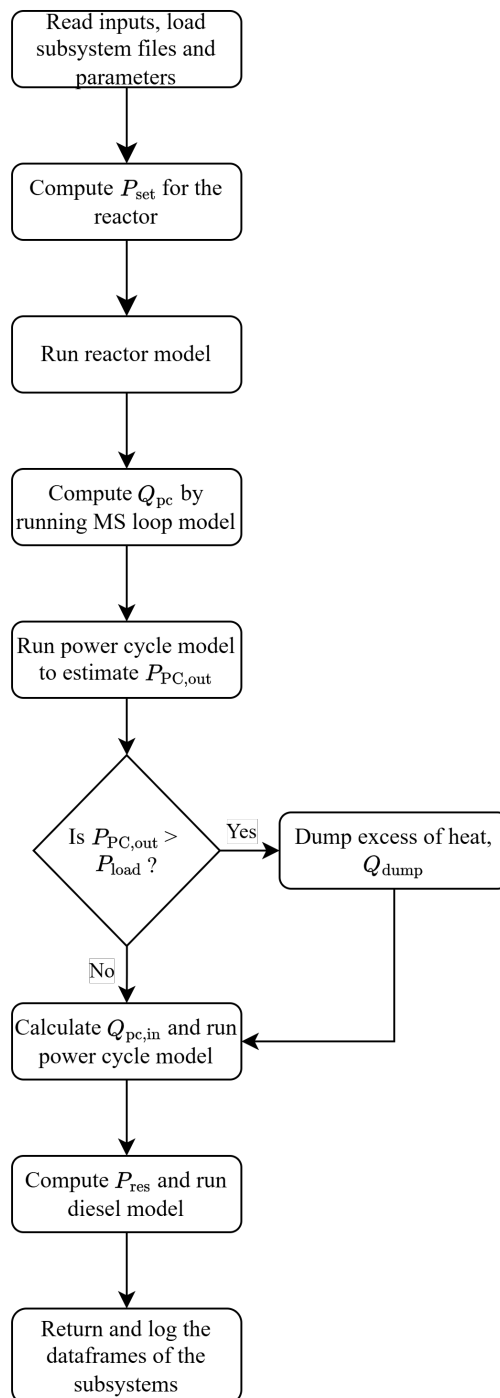 Read inputs, load
subsystem files and
parameters
Compute P_set for the
reactor
Run reactor model
Compute Q_pc by
running MS loop model
Run power cycle model
to estimate P_PC,out
Is P_PC,out >
P_load ?
Yes
Dump excess of heat,
Q_dump
No
Calculate Q_pc,in and run
power cycle model
Compute P_res and run
diesel model
Return and log the
dataframes of the
subsystems